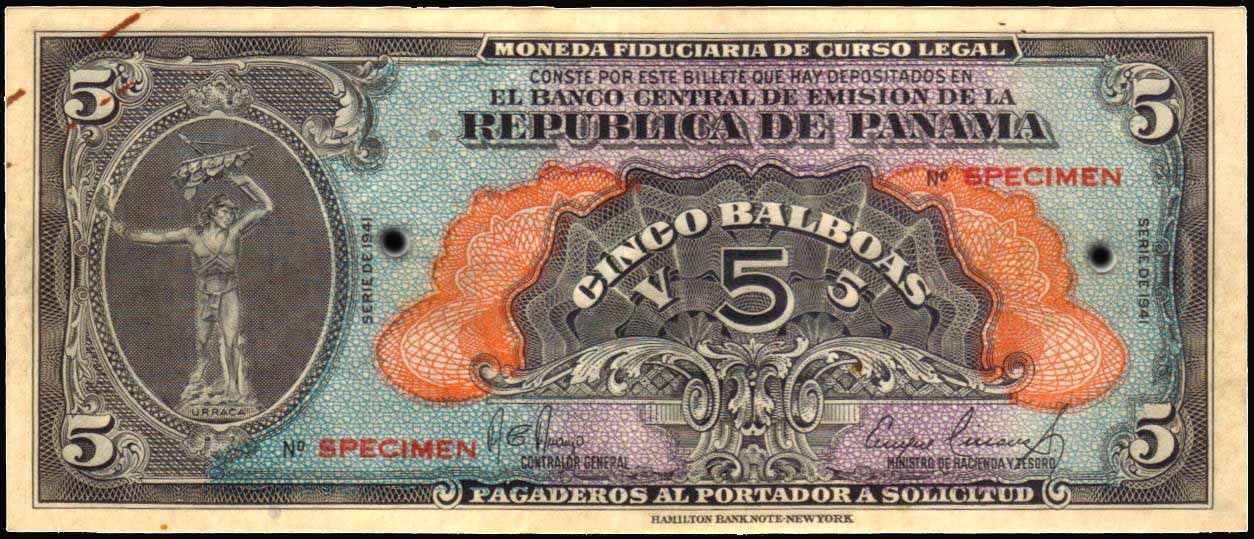 MONEDA FIDUCIARIA DE CURSO LEGAL
CONSTE POR ESTE BILLETE QUE HAY DEPOSITADOS EN
EL BANCO CENTRAL DE EMISION DE LA
REPUBLICA DE PANAMA
5
5
Nº SPECIMEN
CINCO BALBOAS
V 5 5
SERIE DE 1941
SERIE DE 1941
URRACA
5
5
Nº SPECIMEN
CONTRALOR GENERAL
MINISTRO DE HACIENDA Y TESORO
PAGADEROS AL PORTADOR A SOLICITUD
HAMILTON BANK NOTE-NEW YORK